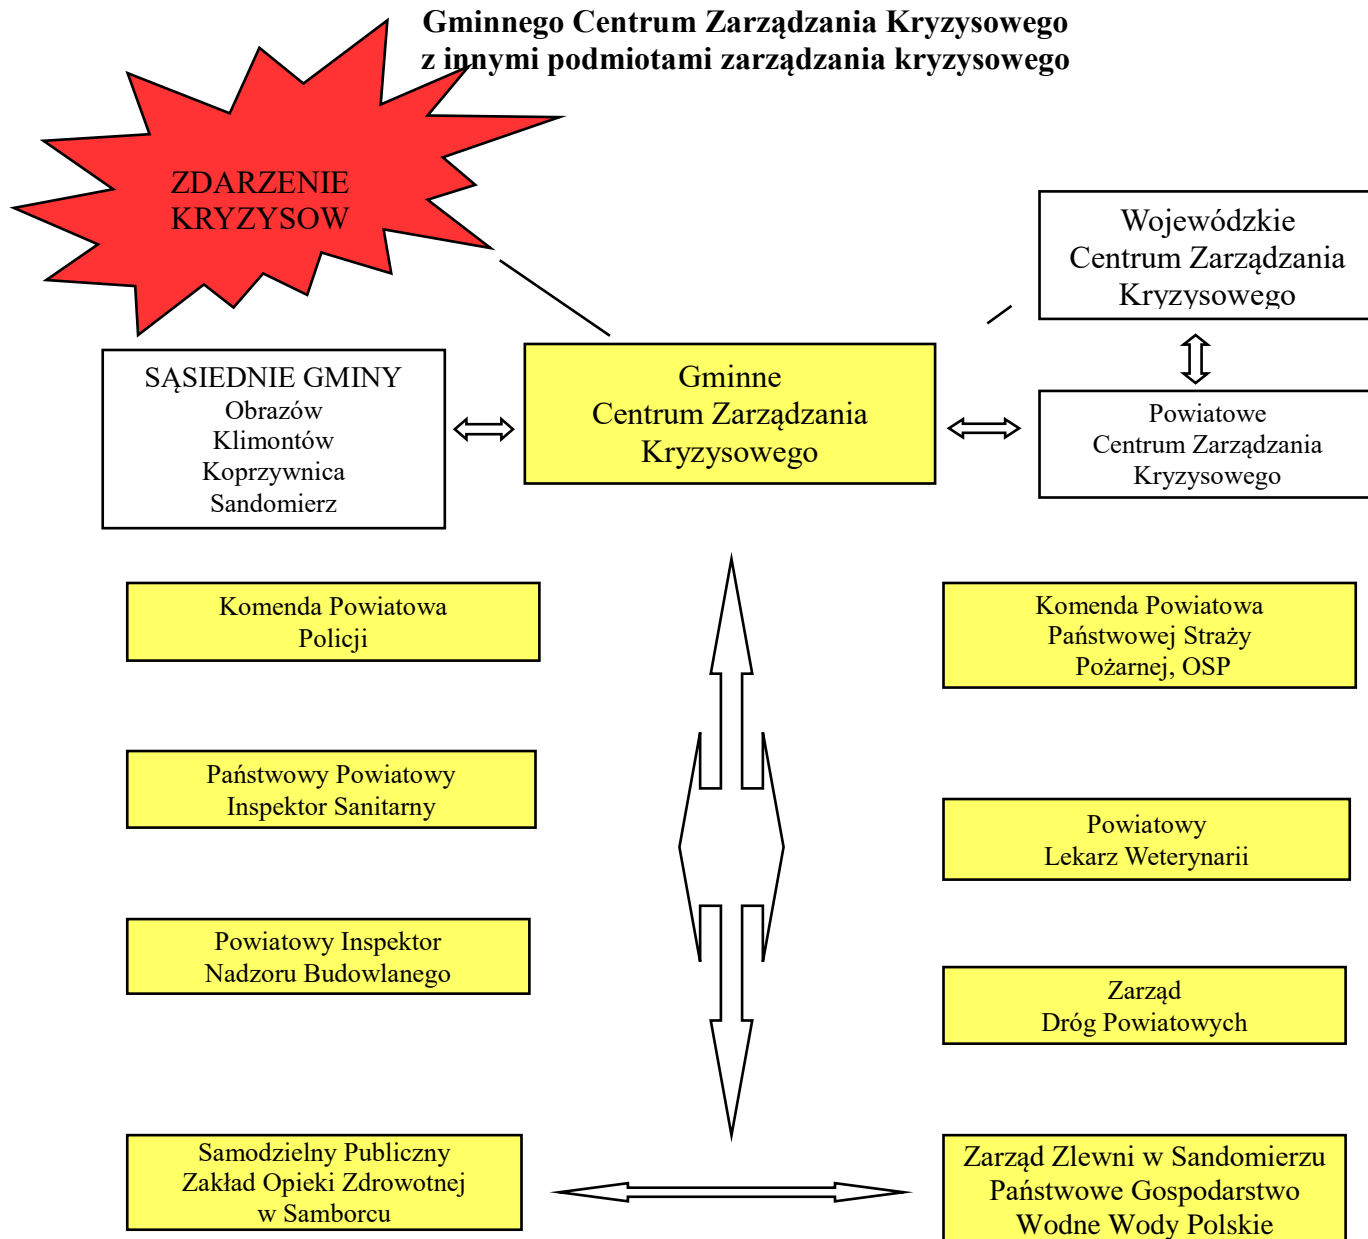 Gminnego Centrum Zarządzania Kryzysowego
z innymi podmiotami zarządzania kryzysowego
ZDARZENIE
KRYZYSOW
Wojewódzkie
Centrum Zarządzania
Kryzysowego
SĄSIEDNIE GMINY
Obrazów
Klimontów
Koprzywnica
Sandomierz
Gminne
Centrum Zarządzania
Kryzysowego
Powiatowe
Centrum Zarządzania
Kryzysowego
Komenda Powiatowa
Policji
Komenda Powiatowa
Państwowej Straży
Pożarnej, OSP
Państwowy Powiatowy
Inspektor Sanitarny
Powiatowy
Lekarz Weterynarii
Powiatowy Inspektor
Nadzoru Budowlanego
Zarząd
Dróg Powiatowych
Samodzielny Publiczny
Zakład Opieki Zdrowotnej
w Samborcu
Zarząd Zlewni w Sandomierzu
Państwowe Gospodarstwo
Wodne Wody Polskie